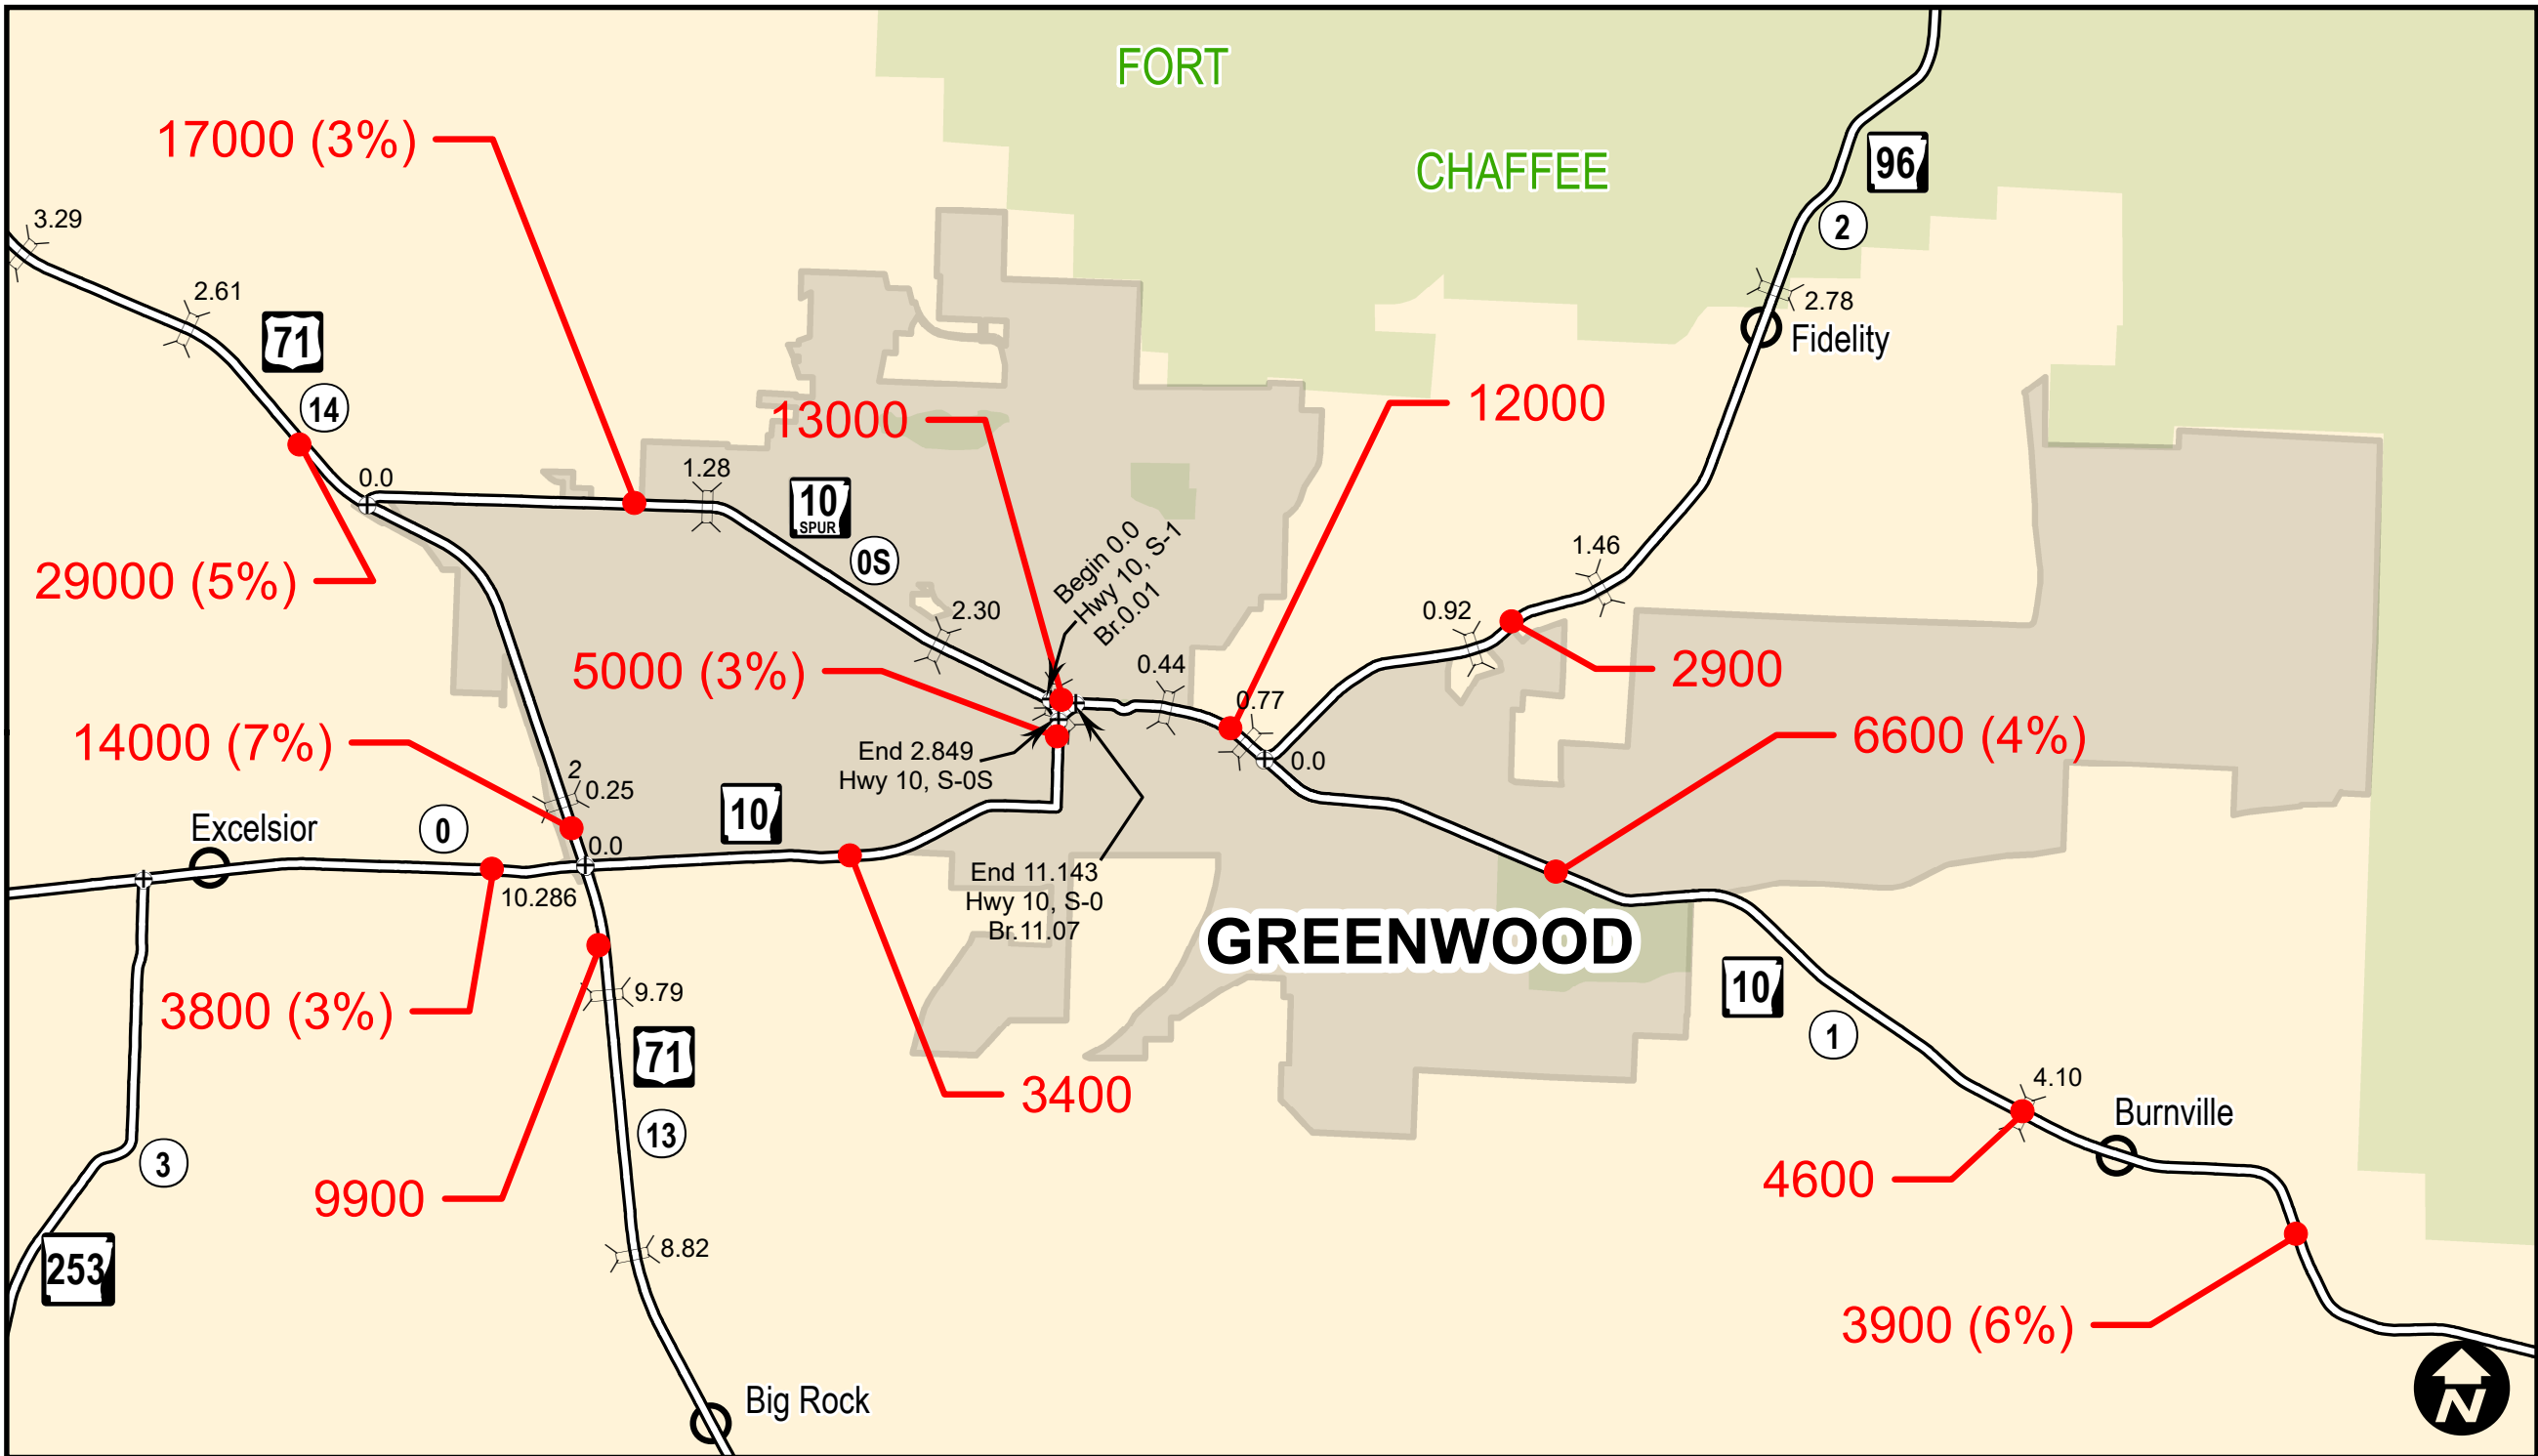 FORT
17000 (3%)
CHAFFEE
96
2
3.29
2.61
2.78
71
Fidelity
14
13000
12000
0.0
1.28
10
SPUR
0S
Begin 0.0
Hwy 10, S-1
Br.0.01
1.46
29000 (5%)
2.30
0.92
5000 (3%)
0.44
2900
0.77
14000 (7%)
End 2.849
Hwy 10, S-0S
0.0
6600 (4%)
2
0.25
10
Excelsior
0
0.0
10.286
End 11.143
Hwy 10, S-0
Br.11.07
GREENWOOD
3800 (3%)
9.79
10
1
71
3400
4.10
Burnville
13
3
4600
9900
253
8.82
3900 (6%)
Big Rock
N